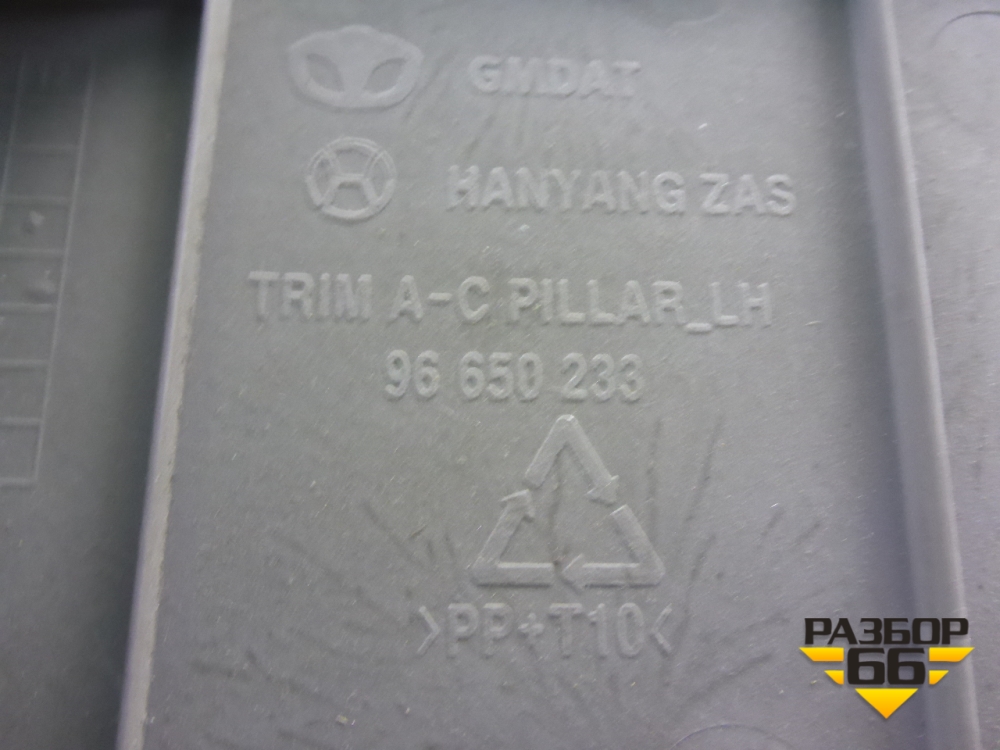 GMDAT
HANYANG ZAS
TRIM A-C PILLAR_LH
96 650 233
>PP+T10<
РАЗБОР
66